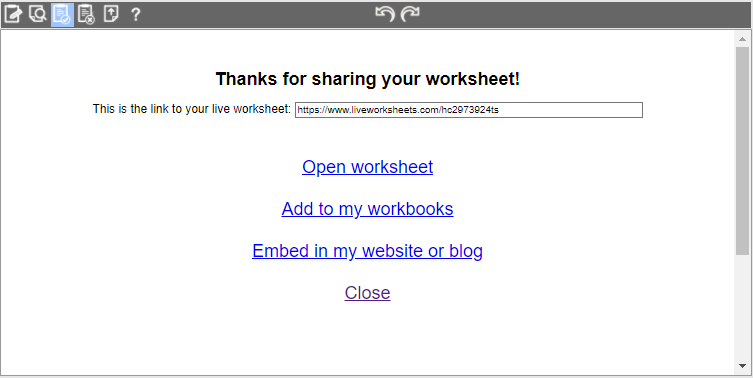 Thanks for sharing your worksheet!
This is the link to your live worksheet: https://www.liveworksheets.com/hc2973924ts
Open worksheet
Add to my workbooks
Embed in my website or blog
Close